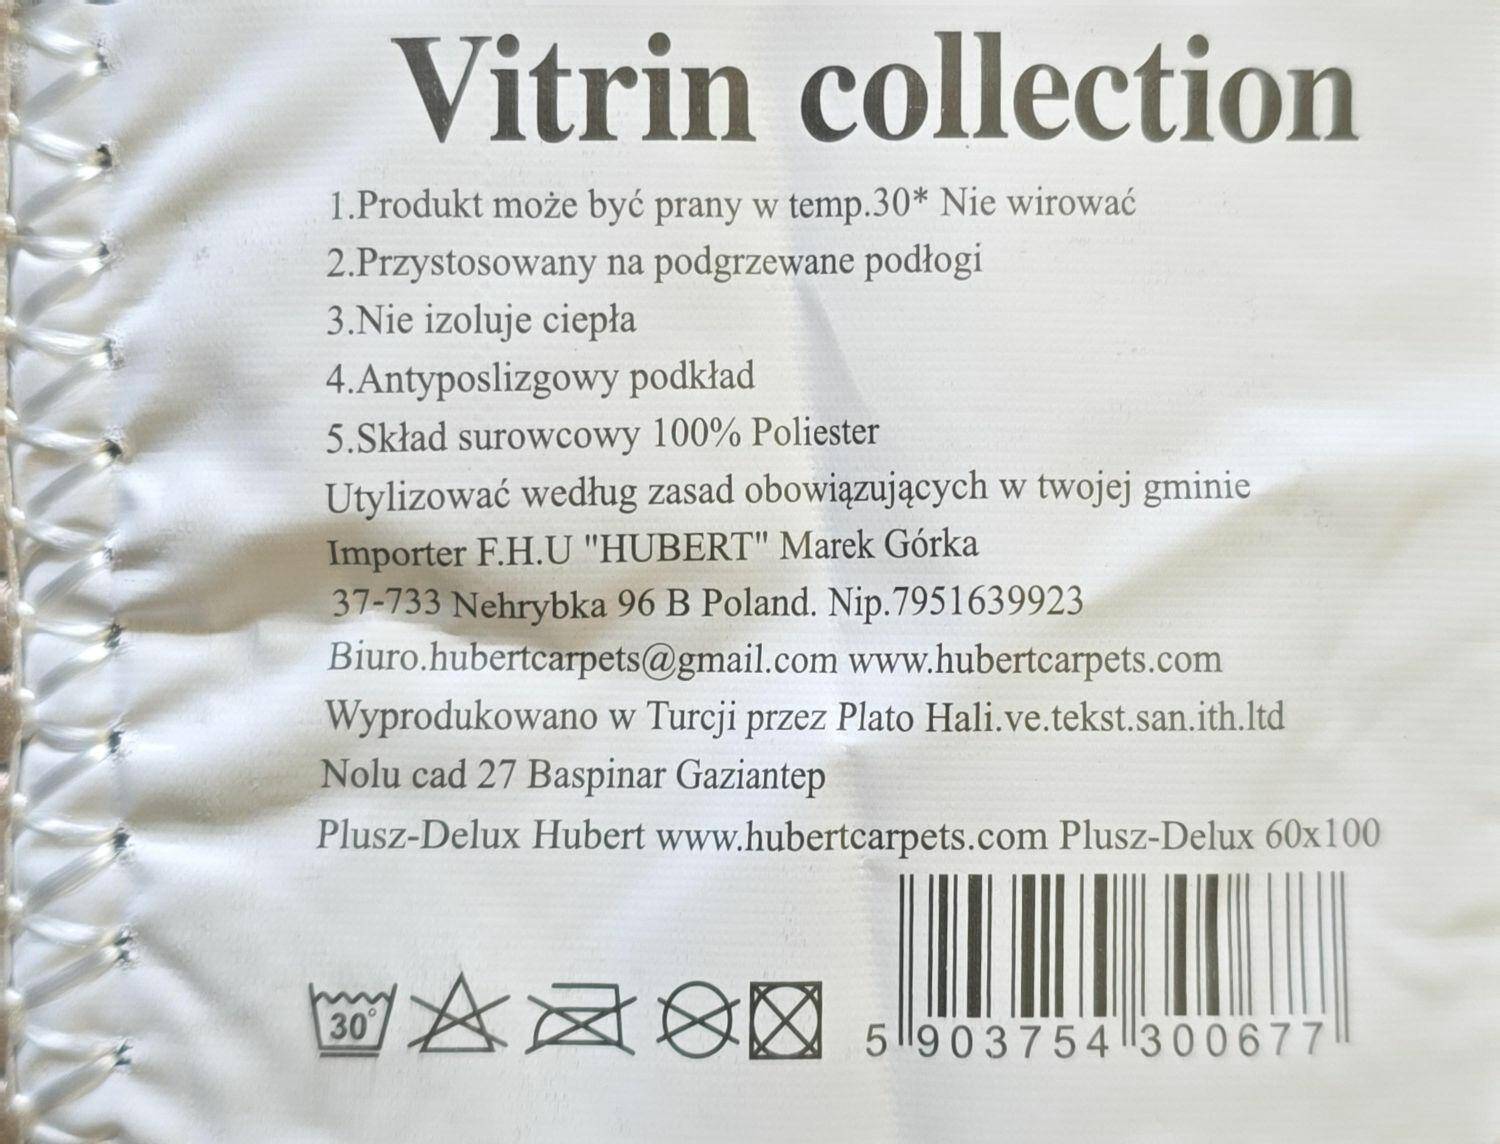 Vitrin collection
1.Produkt może być prany w temp.30* Nie wirować
2.Przystosowany na podgrzewane podłogi
3.Nie izoluje ciepła
4.Antyposlizgowy podkład
5.Skład surowcowy 100% Poliester
Utylizować według zasad obowiązujących w twojej gminie
Importer F.H.U "HUBERT" Marek Górka
37-733 Nehrybka 96 B Poland. Nip.7951639923
Biuro.hubertcarpets@gmail.com www.hubertcarpets.com
Wyprodukowano w Turcji przez Plato Hali.ve.tekst.san.ith.ltd
Nolu cad 27 Baspinar Gaziantep
Plusz-Delux Hubert www.hubertcarpets.com Plusz-Delux 60x100
30°
5 903754 300677